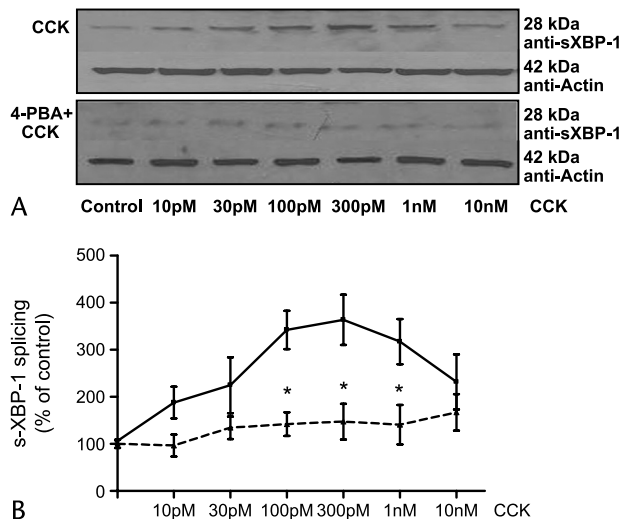 A
CCK
28 kDa
anti-sXBP-1
42 kDa
anti-Actin
4-PBA+
CCK
28 kDa
anti-sXBP-1
42 kDa
anti-Actin
A
Control 10pM 30pM 100pM 300pM 1nM 10nM CCK
s-XBP-1 splicing
(% of control)
500
400
300
200
100
0
* * *
10pM 30pM 100pM 300pM 1nM 10nM CCK
B